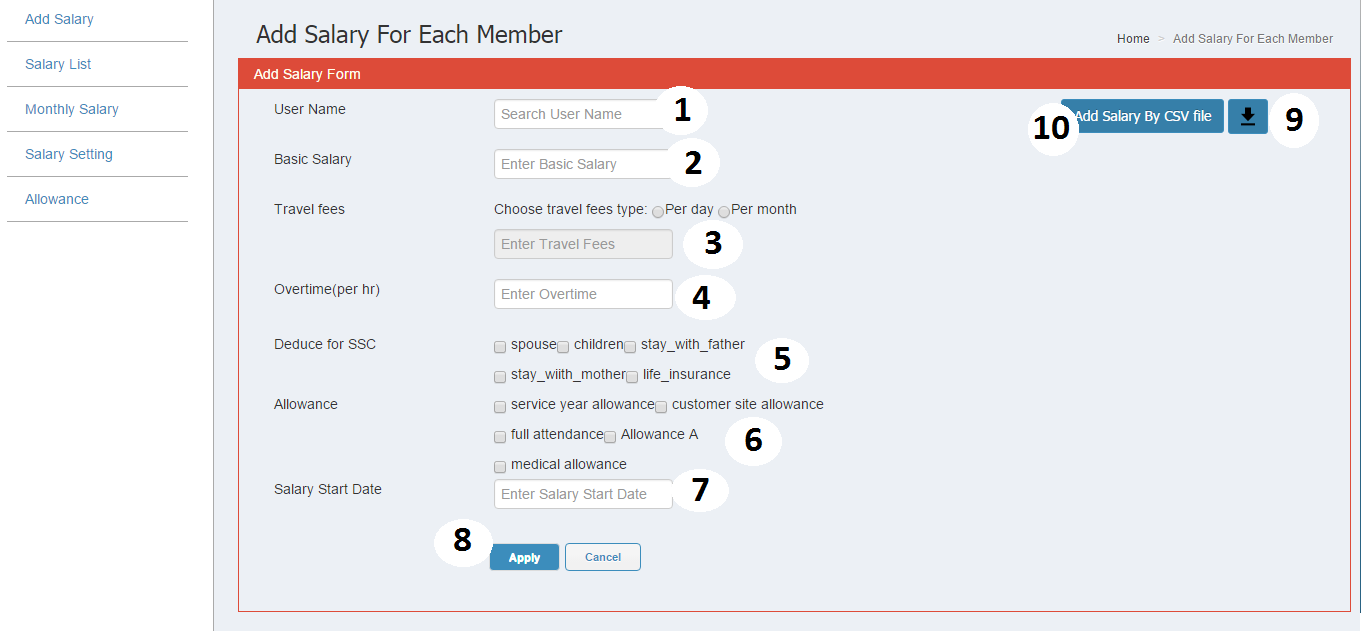 Add Salary
Salary List
Monthly Salary
Salary Setting
Allowance
Add Salary For Each Member
Home > Add Salary For Each Member
Add Salary Form
User Name Search User Name 1
10 Add Salary By CSV file 9
Basic Salary Enter Basic Salary 2
Travel fees Choose travel fees type: Per day Per month
Enter Travel Fees 3
Overtime(per hr) Enter Overtime 4
Deduce for SSC spouse children stay_with_father
5
stay_wiith_mother life_insurance
Allowance service year allowance customer site allowance
full attendance Allowance A 6
medical allowance
Salary Start Date Enter Salary Start Date 7
8 Apply Cancel